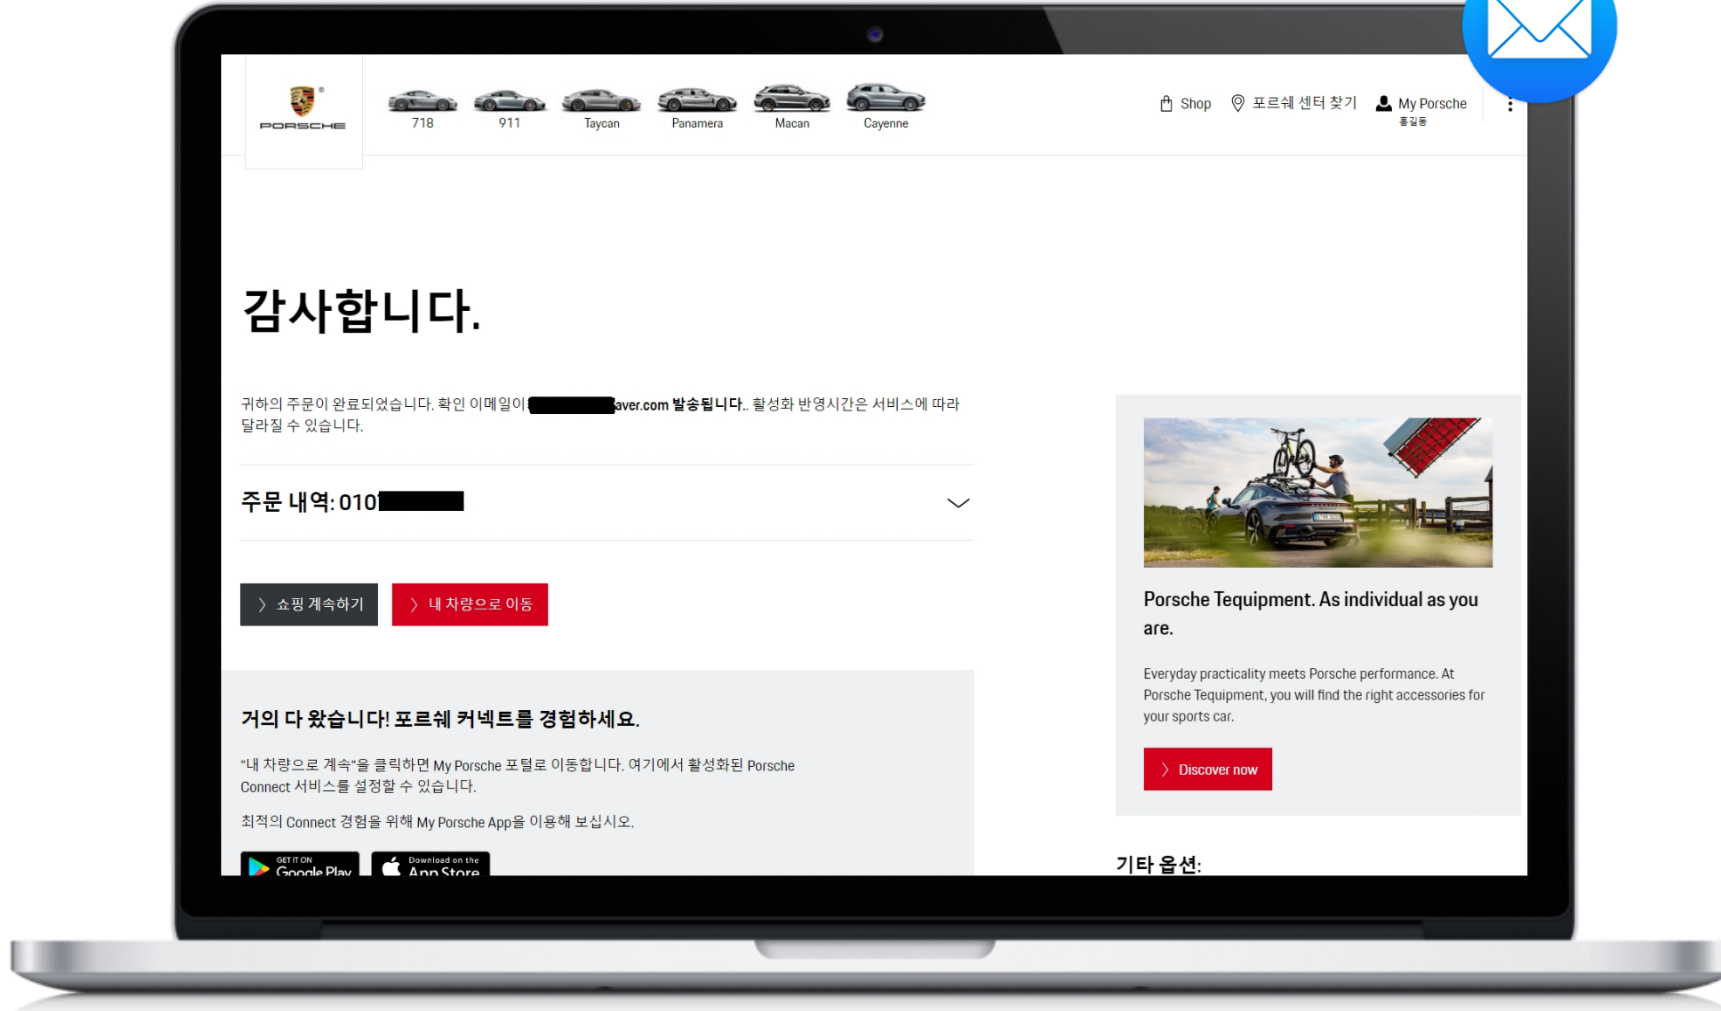 PORSCHE
718
911
Taycan
Panamera
Macan
Cayenne
Shop
포르쉐 센터 찾기
My Porsche
홍길동
감사합니다.
귀하의 주문이 완료되었습니다. 확인 이메일이 aver.com 발송됩니다.. 활성화 반영시간은 서비스에 따라
달라질 수 있습니다.
주문 내역: 010
쇼핑 계속하기
내 차량으로 이동
거의 다 왔습니다! 포르쉐 커넥트를 경험하세요.
"내 차량으로 계속"을 클릭하면 My Porsche 포털로 이동합니다. 여기에서 활성화된 Porsche
Connect 서비스를 설정할 수 있습니다.
최적의 Connect 경험을 위해 My Porsche App을 이용해 보십시오.
GET IT ON
Google Play
Download on the
App Store
Porsche Tequipment. As individual as you
are.
Everyday practicality meets Porsche performance. At
Porsche Tequipment, you will find the right accessories for
your sports car.
Discover now
기타 옵션: